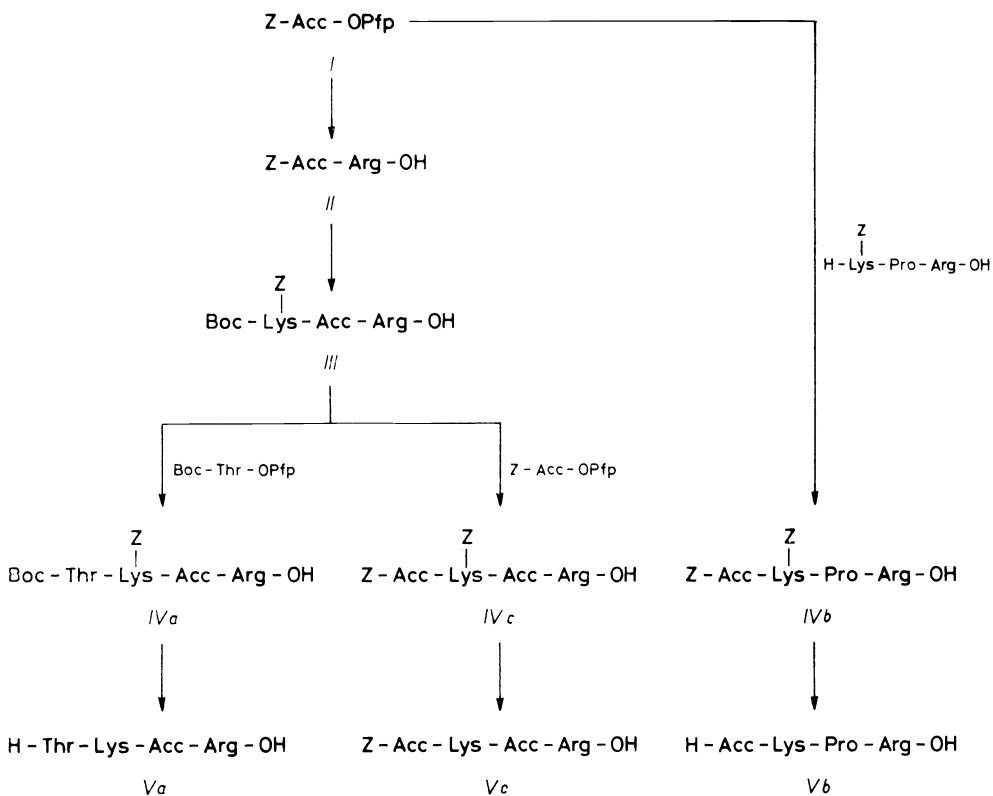 Z-Acc-OPfp
I
Z-Acc-Arg-OH
II
Z
H-Lys-Pro-Arg-OH
Z
Boc-Lys-Acc-Arg-OH
III
Boc-Thr-OPfp
Z-Acc-OPfp
Z Z Z
Boc-Thr-Lys-Acc-Arg-OH Z-Acc-Lys-Acc-Arg-OH Z-Acc-Lys-Pro-Arg-OH
IVa IVc IVb
H-Thr-Lys-Acc-Arg-OH Z-Acc-Lys-Acc-Arg-OH H-Acc-Lys-Pro-Arg-OH
Va Vc Vb